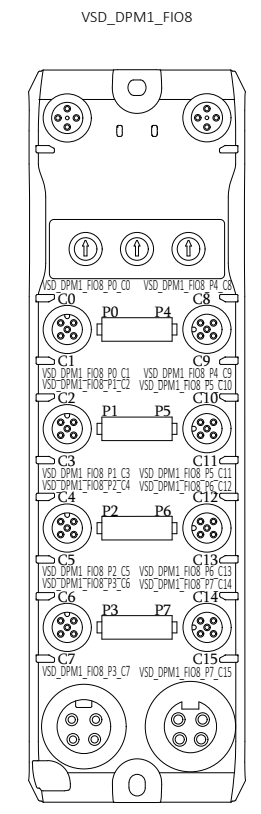 VSD_DPM1_FIO8
VSD_DPM1_FIO8_P0_C0 VSD_DPM1_FIO8_P4_C8
C0 C8
P0 P4
C1 C9
VSD_DPM1_FIO8_P0_C1 VSD_DPM1_FIO8_P4_C9
VSD_DPM1_FIO8_P1_C2 VSD_DPM1_FIO8_P5_C10
C2 C10
P1 P5
C3 C11
VSD_DPM1_FIO8_P1_C3 VSD_DPM1_FIO8_P5_C11
VSD_DPM1_FIO8_P2_C4 VSD_DPM1_FIO8_P6_C12
C4 C12
P2 P6
C5 C13
VSD_DPM1_FIO8_P2_C5 VSD_DPM1_FIO8_P6_C13
VSD_DPM1_FIO8_P3_C6 VSD_DPM1_FIO8_P7_C14
C6 C14
P3 P7
C7 C15
VSD_DPM1_FIO8_P3_C7 VSD_DPM1_FIO8_P7_C15